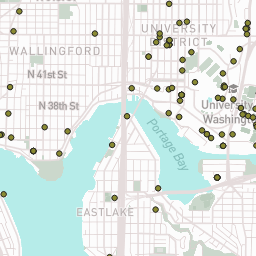 UNIVERSITY
DISTRICT
WALLINGFORD
N 41st St
N 38th St
University
Washington
Portage Bay
EASTLAKE